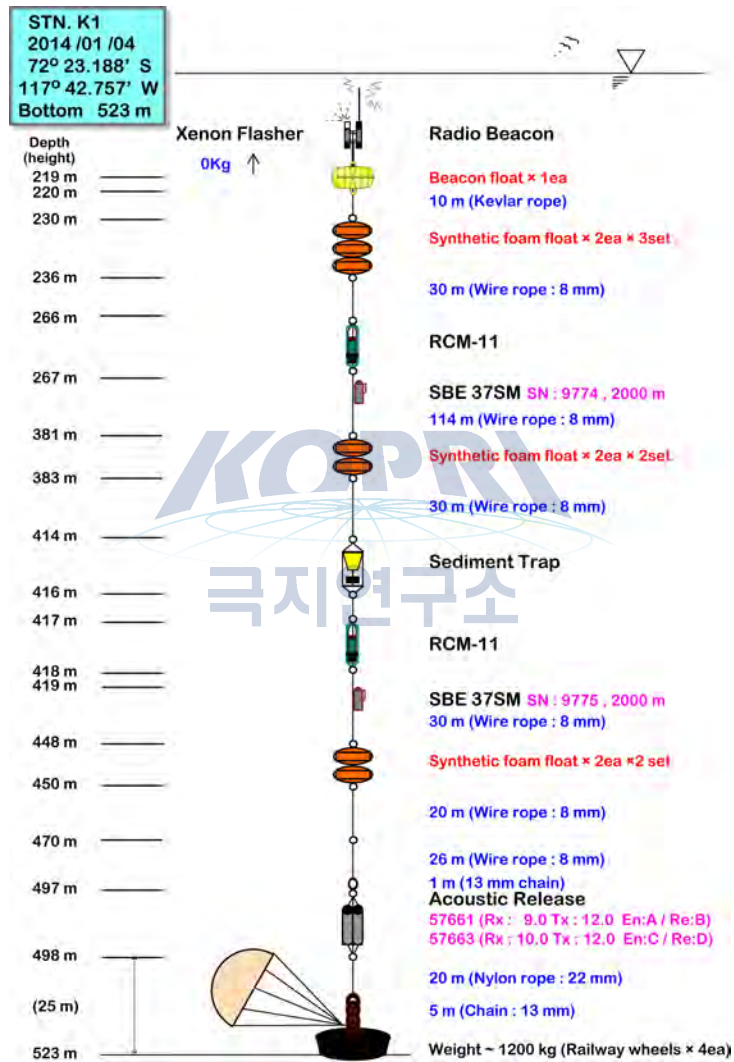 STN. K1
2014 /01 /04
72º 23.188' S
117º 42.757' W
Bottom 523 m
Depth
(height)
Xenon Flasher
Radio Beacon
0Kg
219 m
Beacon float × 1ea
220 m
10 m (Kevlar rope)
230 m
Synthetic foam float × 2ea × 3set
236 m
30 m (Wire rope : 8 mm)
266 m
RCM-11
267 m
SBE 37SM SN : 9774 , 2000 m
114 m (Wire rope : 8 mm)
381 m
KOPRI
Synthetic foam float × 2ea × 2set
383 m
30 m (Wire rope : 8 mm)
414 m
Sediment Trap
416 m
극지연구소
417 m
RCM-11
418 m
419 m
SBE 37SM SN : 9775 , 2000 m
30 m (Wire rope : 8 mm)
448 m
Synthetic foam float × 2ea ×2 set
450 m
20 m (Wire rope : 8 mm)
470 m
26 m (Wire rope : 8 mm)
1 m (13 mm chain)
497 m
Acoustic Release
57661 (Rx : 9.0 Tx : 12.0 En:A / Re:B)
57663 (Rx : 10.0 Tx : 12.0 En:C / Re:D)
498 m
20 m (Nylon rope : 22 mm)
(25 m)
5 m (Chain : 13 mm)
523 m
Weight ~ 1200 kg (Railway wheels × 4ea)